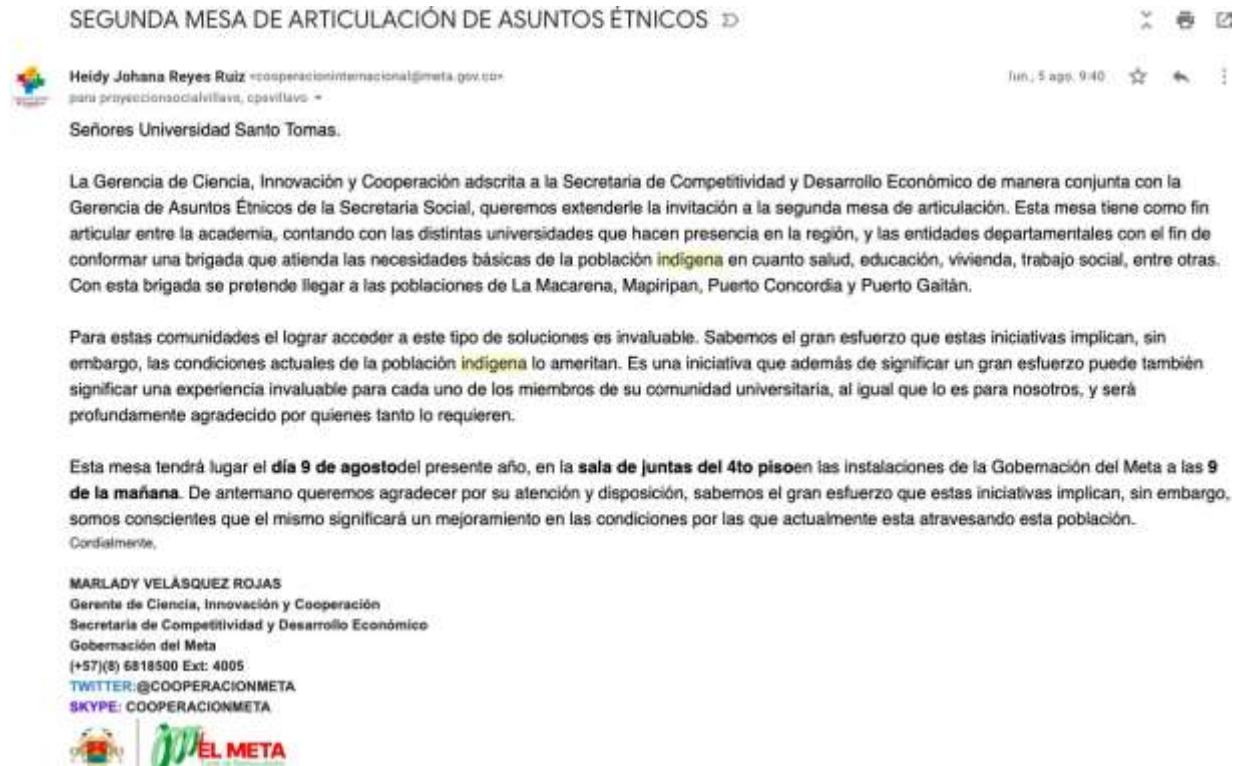 SEGUNDA MESA DE ARTICULACIÓN DE ASUNTOS ÉTNICOS
Heidy Johana Reyes Ruiz <cooperacioninternacional@meta.gov.co>
lun., 5 ago. 9:40
para proyeccionsocialvillavo, cpsvillavo
Señores Universidad Santo Tomas.
La Gerencia de Ciencia, Innovación y Cooperación adscrita a la Secretaria de Competitividad y Desarrollo Económico de manera conjunta con la
Gerencia de Asuntos Étnicos de la Secretaria Social, queremos extenderle la invitación a la segunda mesa de articulación. Esta mesa tiene como fin
articular entre la academia, contando con las distintas universidades que hacen presencia en la región, y las entidades departamentales con el fin de
conformar una brigada que atienda las necesidades básicas de la población indígena en cuanto salud, educación, vivienda, trabajo social, entre otras.
Con esta brigada se pretende llegar a las poblaciones de La Macarena, Mapiripan, Puerto Concordia y Puerto Gaitán.
Para estas comunidades el lograr acceder a este tipo de soluciones es invaluable. Sabemos el gran esfuerzo que estas iniciativas implican, sin
embargo, las condiciones actuales de la población indígena lo ameritan. Es una iniciativa que además de significar un gran esfuerzo puede también
significar una experiencia invaluable para cada uno de los miembros de su comunidad universitaria, al igual que lo es para nosotros, y será
profundamente agradecido por quienes tanto lo requieren.
Esta mesa tendrá lugar el día 9 de agostodel presente año, en la sala de juntas del 4to pisoen las instalaciones de la Gobernación del Meta a las 9
de la mañana. De antemano queremos agradecer por su atención y disposición, sabemos el gran esfuerzo que estas iniciativas implican, sin embargo,
somos conscientes que el mismo significará un mejoramiento en las condiciones por las que actualmente esta atravesando esta población.
Cordialmente,
MARLADY VELÁSQUEZ ROJAS
Gerente de Ciencia, Innovación y Cooperación
Secretaria de Competitividad y Desarrollo Económico
Gobernación del Meta
(+57)(8) 6818500 Ext: 4005
TWITTER:@COOPERACIONMETA
SKYPE: COOPERACIONMETA
EL META